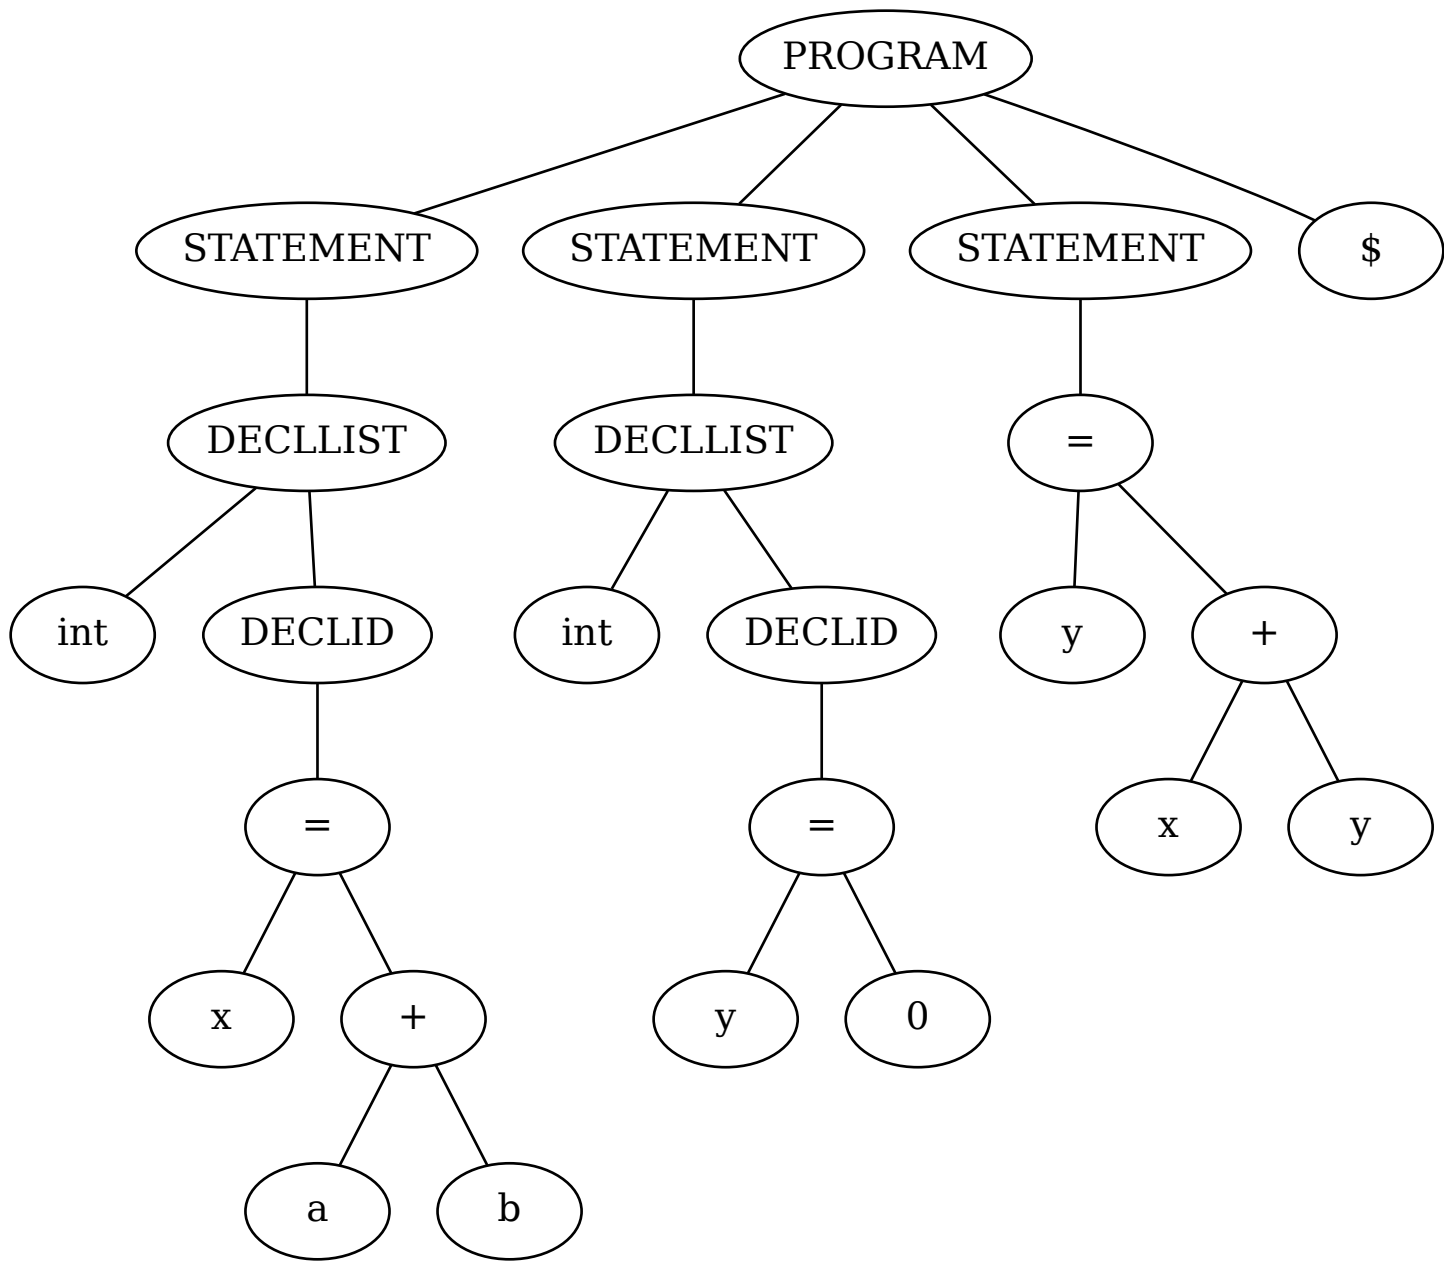 PROGRAM
STATEMENT STATEMENT STATEMENT $
DECLLIST DECLLIST =
int DECLID int DECLID y +
= = x y
x + y 0
a b